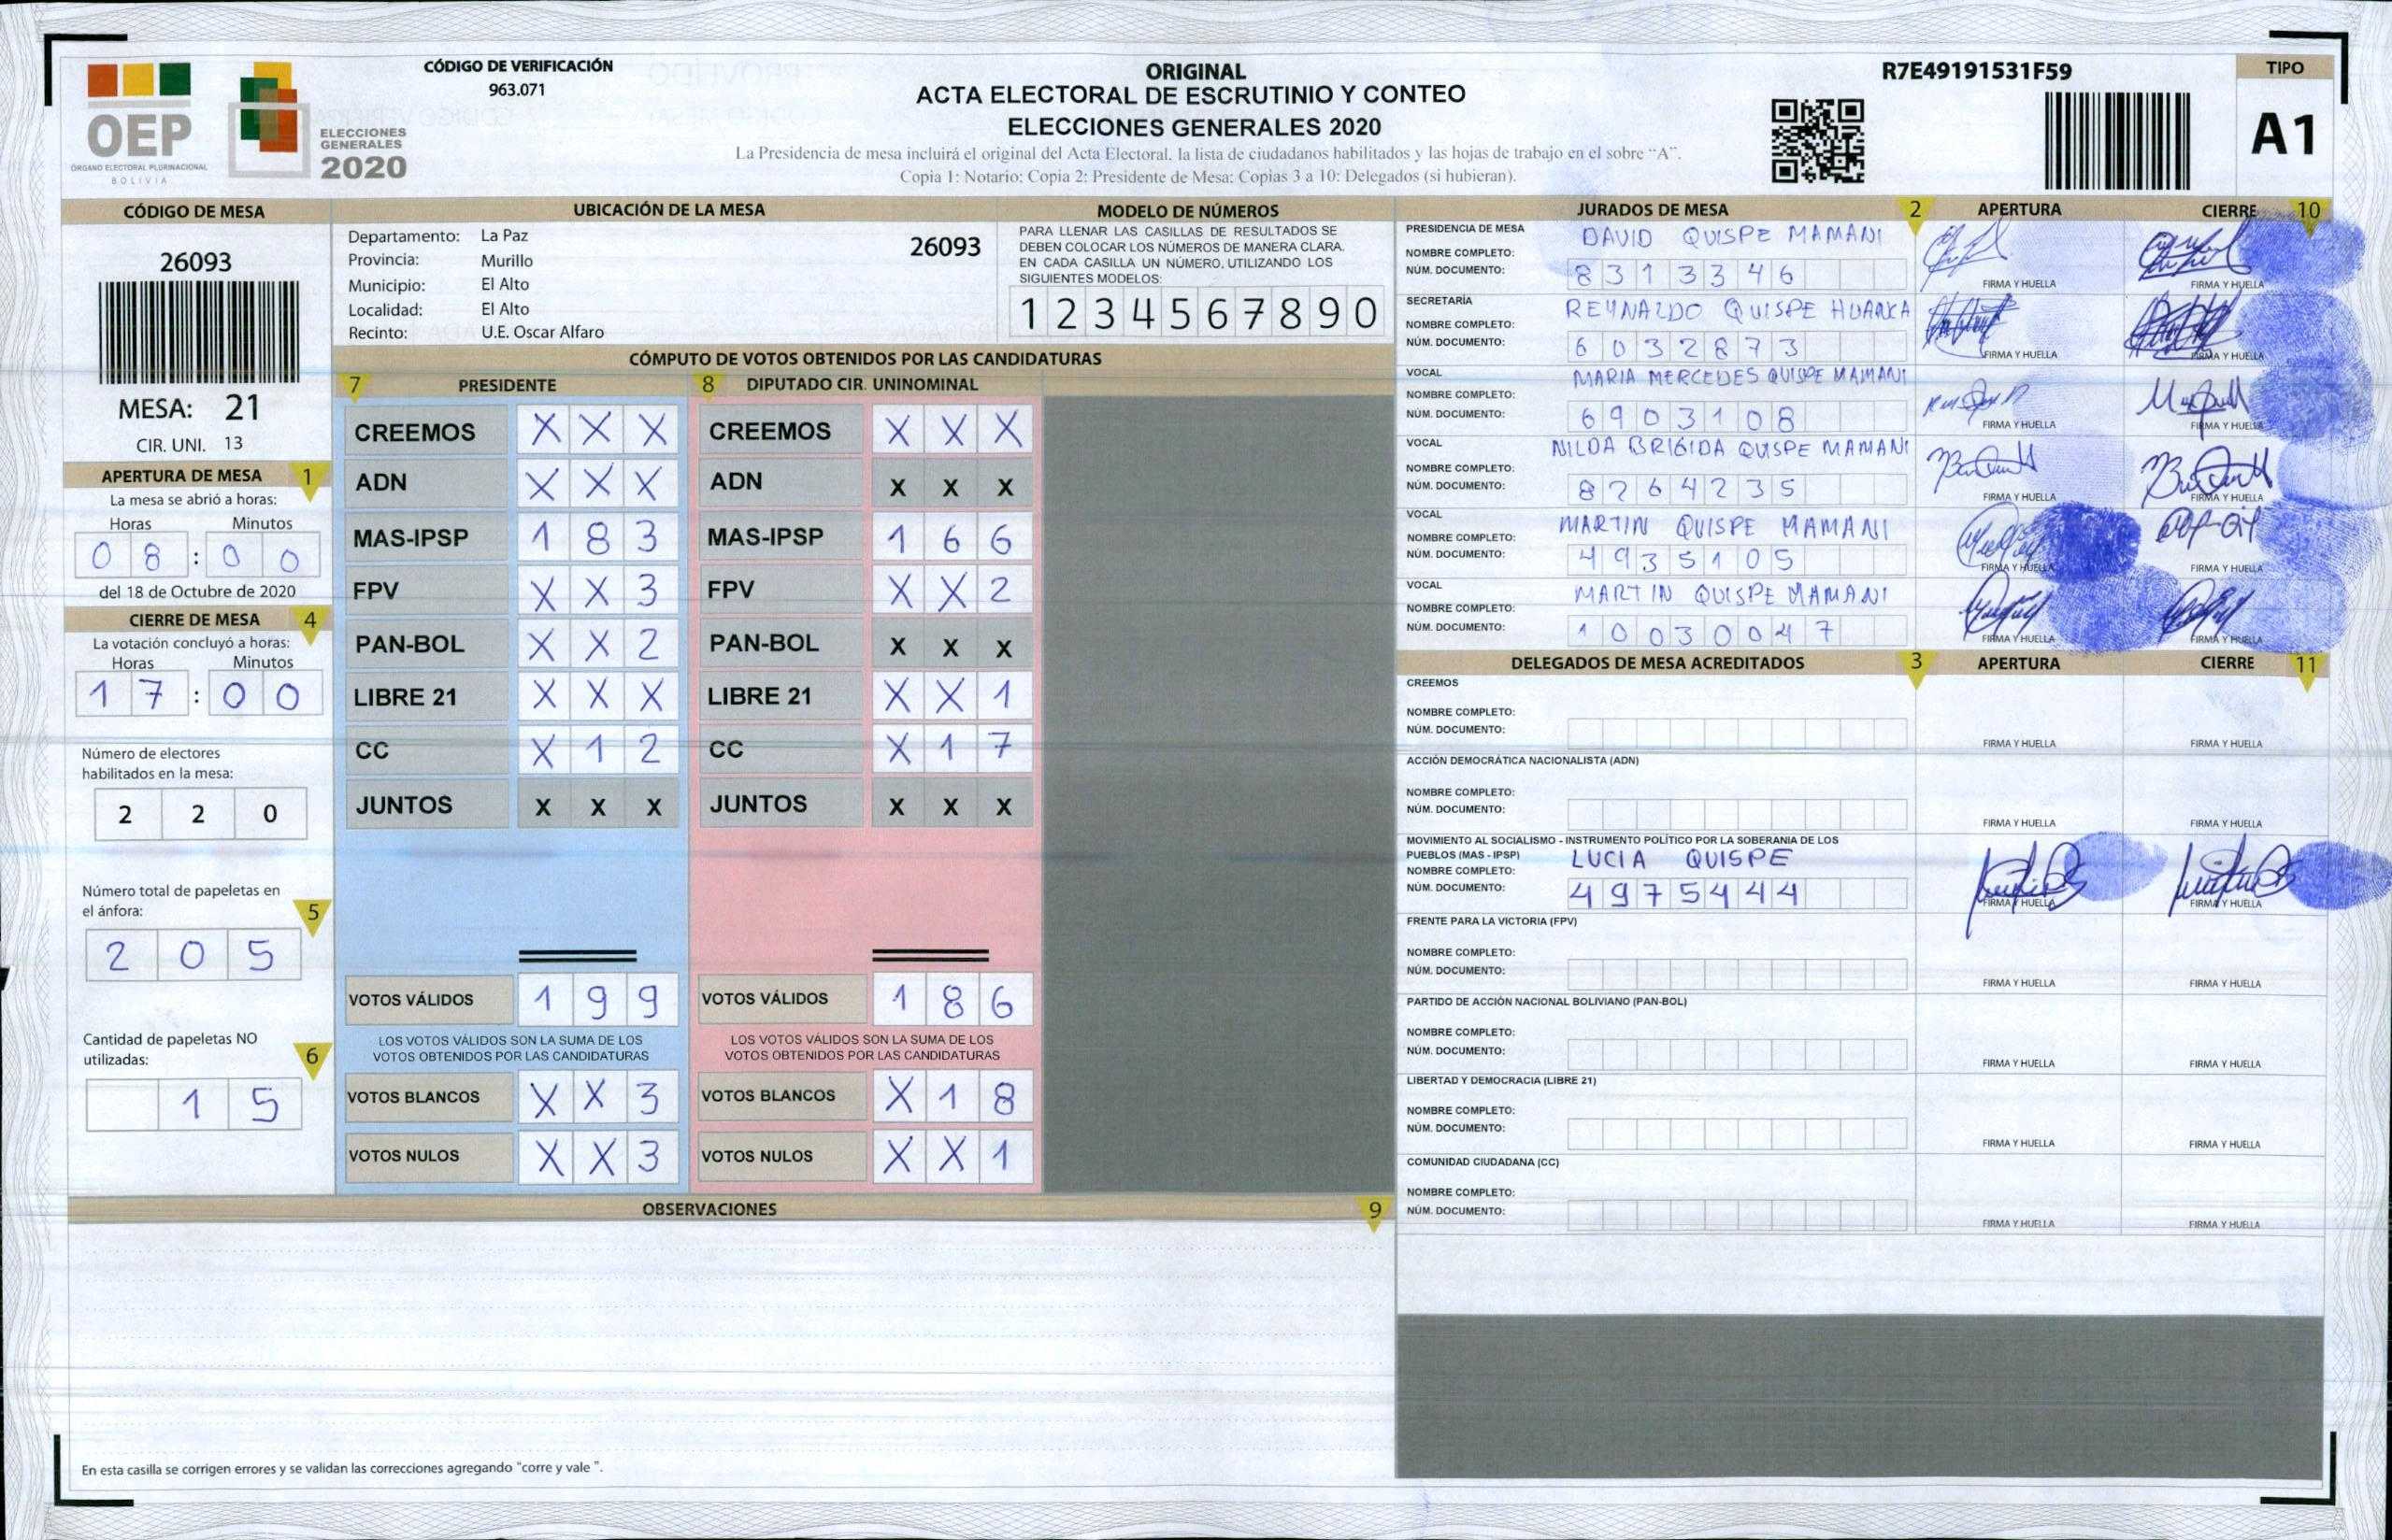 OEP
ÓRGANO ELECTORAL PLURINACIONAL
BOLIVIA
ELECCIONES
GENERALES
2020
CÓDIGO DE VERIFICACIÓN
963.071
ORIGINAL
ACTA ELECTORAL DE ESCRUTINIO Y CONTEO
ELECCIONES GENERALES 2020
La Presidencia de mesa incluirá el original del Acta Electoral, la lista de ciudadanos habilitados y las hojas de trabajo en el sobre "A".
Copia 1: Notario; Copia 2: Presidente de Mesa; Copias 3 a 10: Delegados (si hubieran).
R7E49191531F59
TIPO
A1
CÓDIGO DE MESA
26093
MESA: 21
CIR. UNI. 13
APERTURA DE MESA 1
La mesa se abrió a horas:
Horas Minutos
0 8 : 0 0
del 18 de Octubre de 2020
CIERRE DE MESA 4
La votación concluyó a horas:
Horas Minutos
1 7 : 0 0
Número de electores
habilitados en la mesa:
2 2 0
Número total de papeletas en
el ánfora: 5
2 0 5
Cantidad de papeletas NO
utilizadas: 6
1 5
UBICACIÓN DE LA MESA
Departamento: La Paz
Provincia: Murillo
Municipio: El Alto
Localidad: El Alto
Recinto: U.E. Oscar Alfaro
26093
MODELO DE NÚMEROS
PARA LLENAR LAS CASILLAS DE RESULTADOS SE
DEBEN COLOCAR LOS NÚMEROS DE MANERA CLARA.
EN CADA CASILLA UN NÚMERO, UTILIZANDO LOS
SIGUIENTES MODELOS:
1 2 3 4 5 6 7 8 9 0
CÓMPUTO DE VOTOS OBTENIDOS POR LAS CANDIDATURAS
7 PRESIDENTE
CREEMOS X X X
ADN X X X
MAS-IPSP 1 8 3
FPV X X 3
PAN-BOL X X 2
LIBRE 21 X X X
CC X 1 2
JUNTOS X X X
VOTOS VÁLIDOS 1 9 9
LOS VOTOS VÁLIDOS SON LA SUMA DE LOS
VOTOS OBTENIDOS POR LAS CANDIDATURAS
VOTOS BLANCOS X X 3
VOTOS NULOS X X 3
8 DIPUTADO CIR. UNINOMINAL
CREEMOS X X X
ADN X X X
MAS-IPSP 1 6 6
FPV X X 2
PAN-BOL X X X
LIBRE 21 X X 1
CC X 1 7
JUNTOS X X X
VOTOS VÁLIDOS 1 8 6
LOS VOTOS VÁLIDOS SON LA SUMA DE LOS
VOTOS OBTENIDOS POR LAS CANDIDATURAS
VOTOS BLANCOS X 1 8
VOTOS NULOS X X 1
OBSERVACIONES 9
En esta casilla se corrigen errores y se validan las correcciones agregando "corre y vale ".
JURADOS DE MESA 2 APERTURA CIERRE 10
PRESIDENCIA DE MESA DAVID QUISPE MAMANI
NOMBRE COMPLETO:
NÚM. DOCUMENTO: 8 3 1 3 3 4 6 FIRMA Y HUELLA FIRMA Y HUELLA
SECRETARÍA REYNALDO QUISPE HUANCA
NOMBRE COMPLETO:
NÚM. DOCUMENTO: 6 0 3 2 8 7 3 FIRMA Y HUELLA FIRMA Y HUELLA
VOCAL MARIA MERCEDES QUISPE MAMANI
NOMBRE COMPLETO:
NÚM. DOCUMENTO: 6 9 0 3 1 0 8 FIRMA Y HUELLA FIRMA Y HUELLA
VOCAL NILDA BRIGIDA QUISPE MAMANI
NOMBRE COMPLETO:
NÚM. DOCUMENTO: 8 2 6 4 2 3 5 FIRMA Y HUELLA FIRMA Y HUELLA
VOCAL MARTIN QUISPE MAMANI
NOMBRE COMPLETO:
NÚM. DOCUMENTO: 4 9 3 5 1 0 5 FIRMA Y HUELLA FIRMA Y HUELLA
VOCAL MARTIN QUISPE MAMANI
NOMBRE COMPLETO:
NÚM. DOCUMENTO: 1 0 0 3 0 0 4 7 FIRMA Y HUELLA FIRMA Y HUELLA
DELEGADOS DE MESA ACREDITADOS 3 APERTURA CIERRE 11
CREEMOS
NOMBRE COMPLETO:
NÚM. DOCUMENTO: FIRMA Y HUELLA FIRMA Y HUELLA
ACCIÓN DEMOCRÁTICA NACIONALISTA (ADN)
NOMBRE COMPLETO:
NÚM. DOCUMENTO: FIRMA Y HUELLA FIRMA Y HUELLA
MOVIMIENTO AL SOCIALISMO - INSTRUMENTO POLÍTICO POR LA SOBERANIA DE LOS
PUEBLOS (MAS - IPSP) LUCIA QUISPE
NOMBRE COMPLETO:
NÚM. DOCUMENTO: 4 9 7 5 4 4 4 FIRMA Y HUELLA FIRMA Y HUELLA
FRENTE PARA LA VICTORIA (FPV)
NOMBRE COMPLETO:
NÚM. DOCUMENTO: FIRMA Y HUELLA FIRMA Y HUELLA
PARTIDO DE ACCIÓN NACIONAL BOLIVIANO (PAN-BOL)
NOMBRE COMPLETO:
NÚM. DOCUMENTO: FIRMA Y HUELLA FIRMA Y HUELLA
LIBERTAD Y DEMOCRACIA (LIBRE 21)
NOMBRE COMPLETO:
NÚM. DOCUMENTO: FIRMA Y HUELLA FIRMA Y HUELLA
COMUNIDAD CIUDADANA (CC)
NOMBRE COMPLETO:
NÚM. DOCUMENTO: FIRMA Y HUELLA FIRMA Y HUELLA